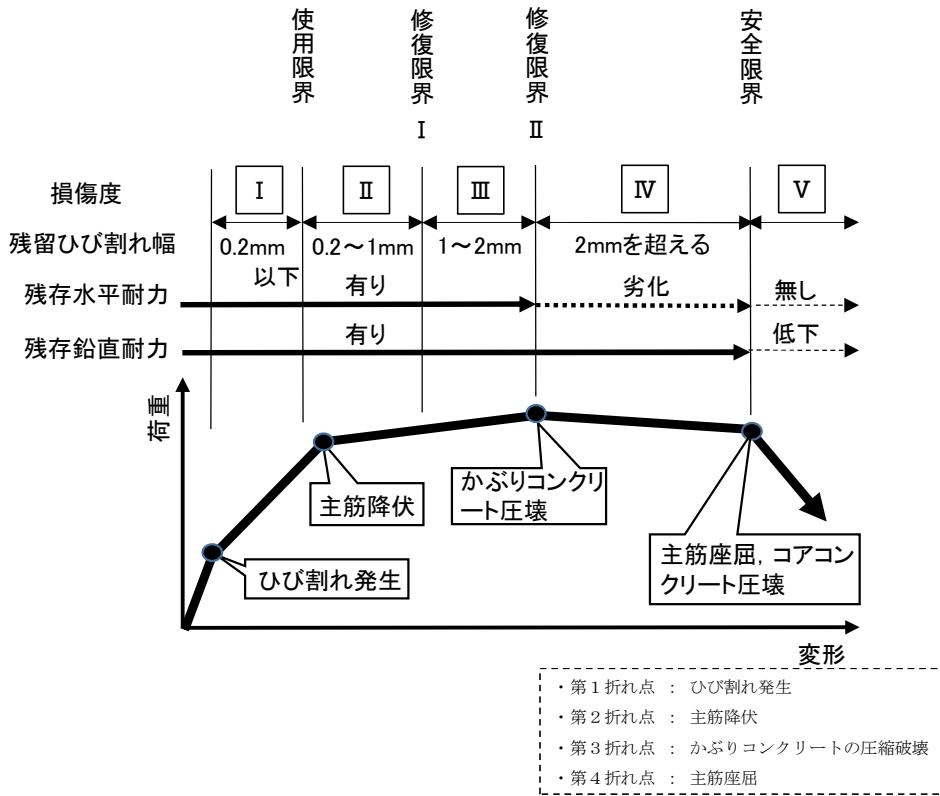 使用限界
修復限界Ⅰ
修復限界Ⅱ
安全限界
損傷度
Ⅰ
Ⅱ
Ⅲ
Ⅳ
Ⅴ
残留ひび割れ幅
0.2mm
以下
0.2～1mm
1～2mm
2mmを超える
残存水平耐力
有り
劣化
無し
残存鉛直耐力
有り
低下
荷重
かぶりコンクリ
ート圧壊
主筋降伏
主筋座屈，コアコン
クリート圧壊
ひび割れ発生
変形
・第１折れ点 ： ひび割れ発生
・第２折れ点 ： 主筋降伏
・第３折れ点 ： かぶりコンクリートの圧縮破壊
・第４折れ点 ： 主筋座屈